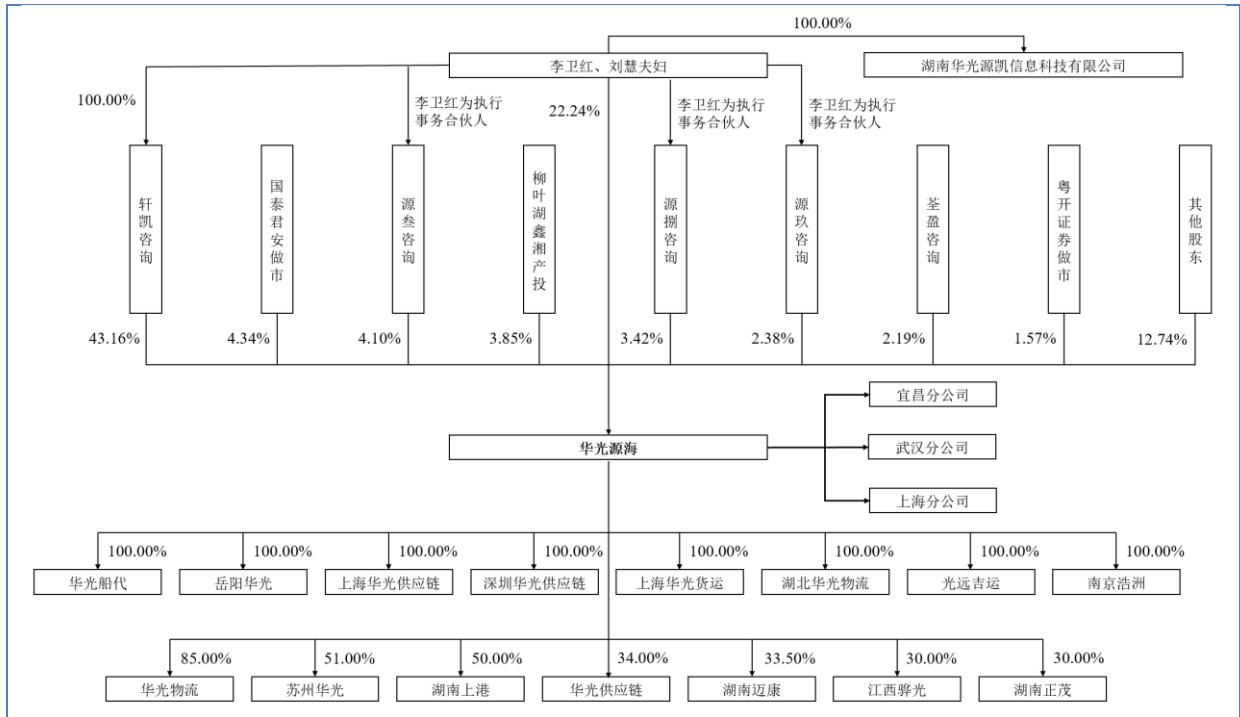 100.00%
李卫红、刘慧夫妇
湖南华光源凯信息科技有限公司
100.00%
李卫红为执行
事务合伙人
22.24%
李卫红为执行
事务合伙人
李卫红为执行
事务合伙人
轩凯咨询
国泰君安做市
源叁咨询
柳叶湖鑫湘产投
源捌咨询
源玖咨询
荃盈咨询
粤开证券做市
其他股东
43.16%
4.34%
4.10%
3.85%
3.42%
2.38%
2.19%
1.57%
12.74%
宜昌分公司
华光源海
武汉分公司
上海分公司
100.00%
100.00%
100.00%
100.00%
100.00%
100.00%
100.00%
100.00%
华光船代
岳阳华光
上海华光供应链
深圳华光供应链
上海华光货运
湖北华光物流
光远吉运
南京浩洲
85.00%
51.00%
50.00%
34.00%
33.50%
30.00%
30.00%
华光物流
苏州华光
湖南上港
华光供应链
湖南迈康
江西骅光
湖南正茂